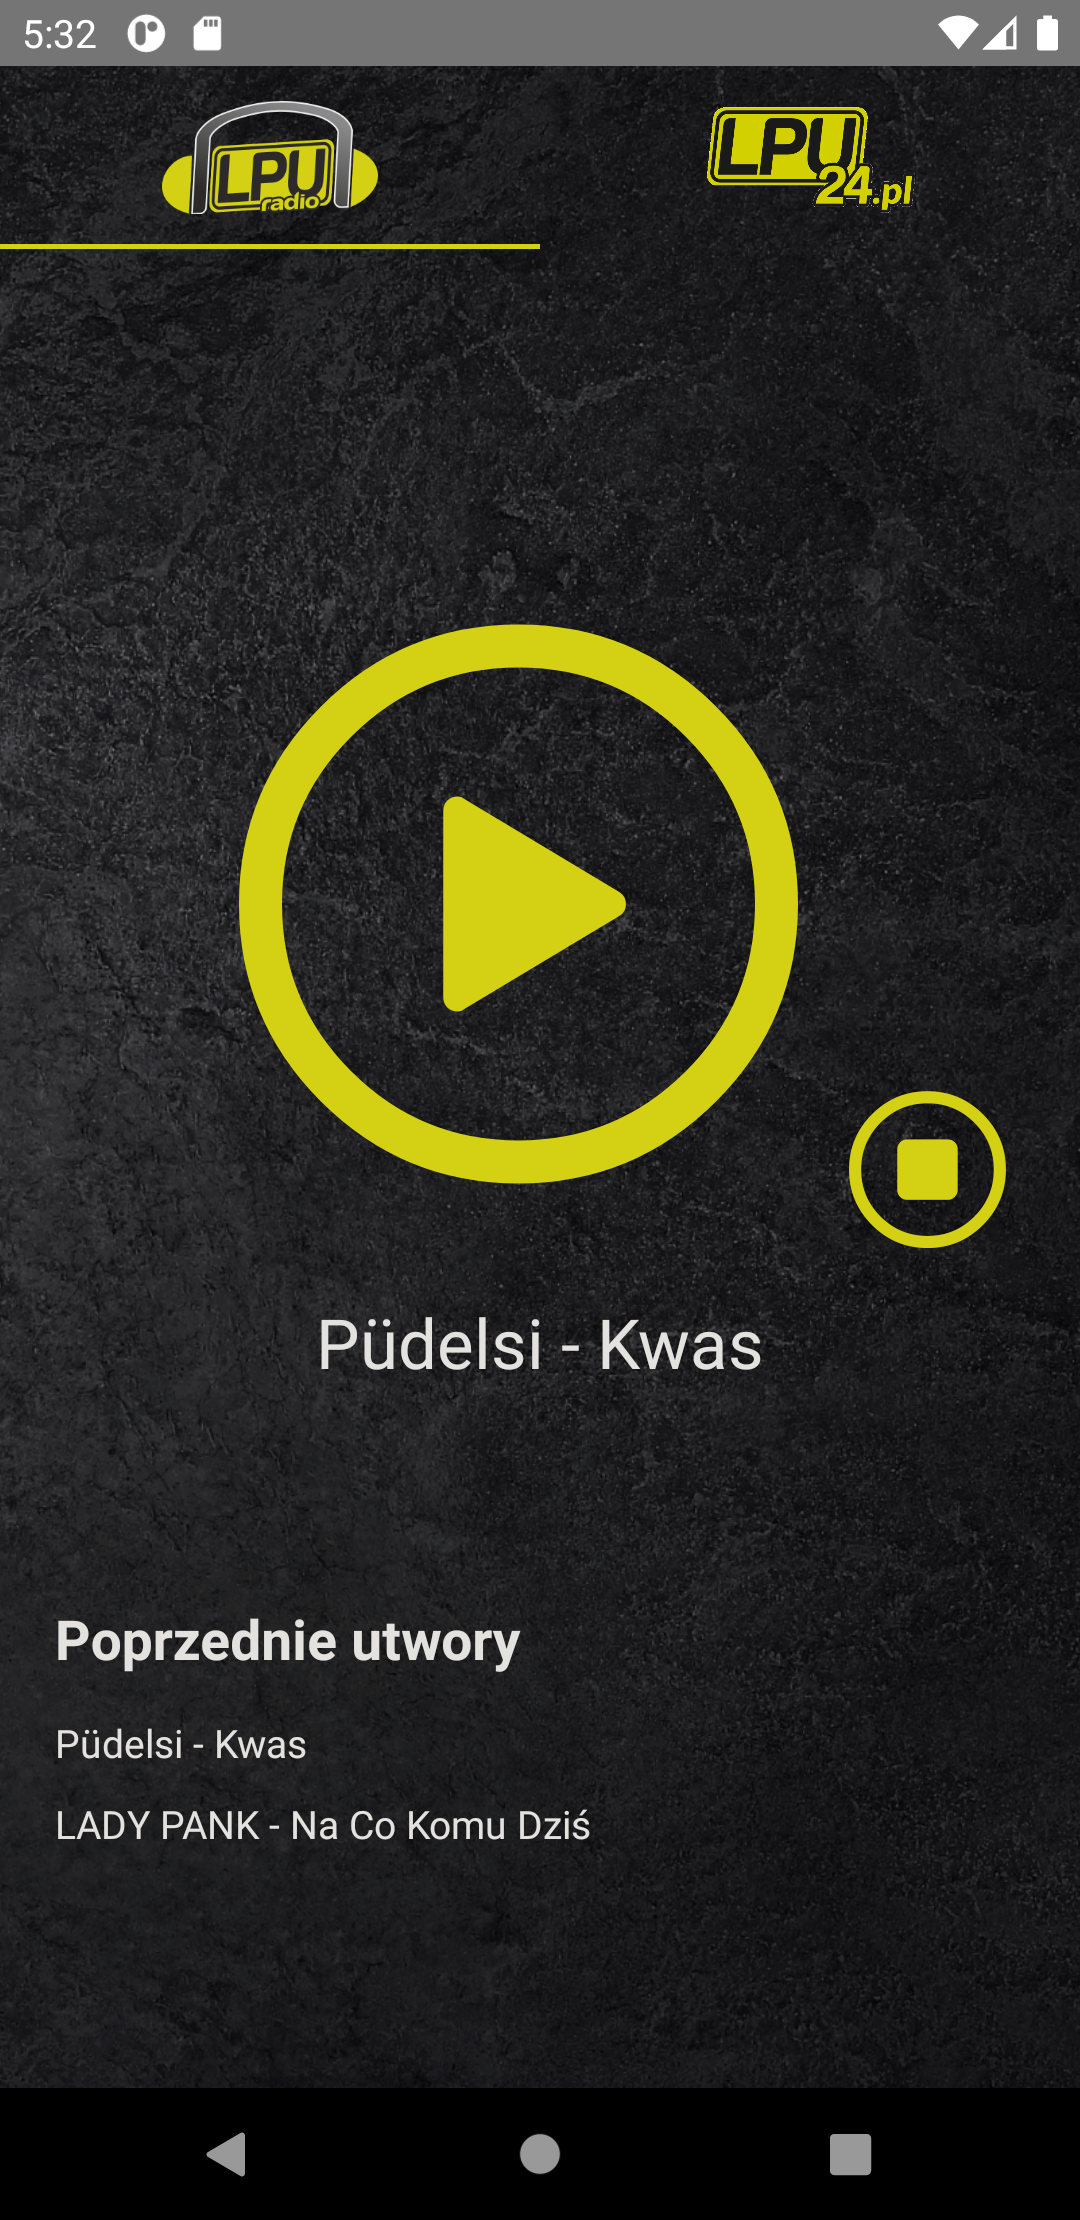 5:32
LPU
radio
LPU
24.pl
Püdelsi - Kwas
Poprzednie utwory
Püdelsi - Kwas
LADY PANK - Na Co Komu Dziś